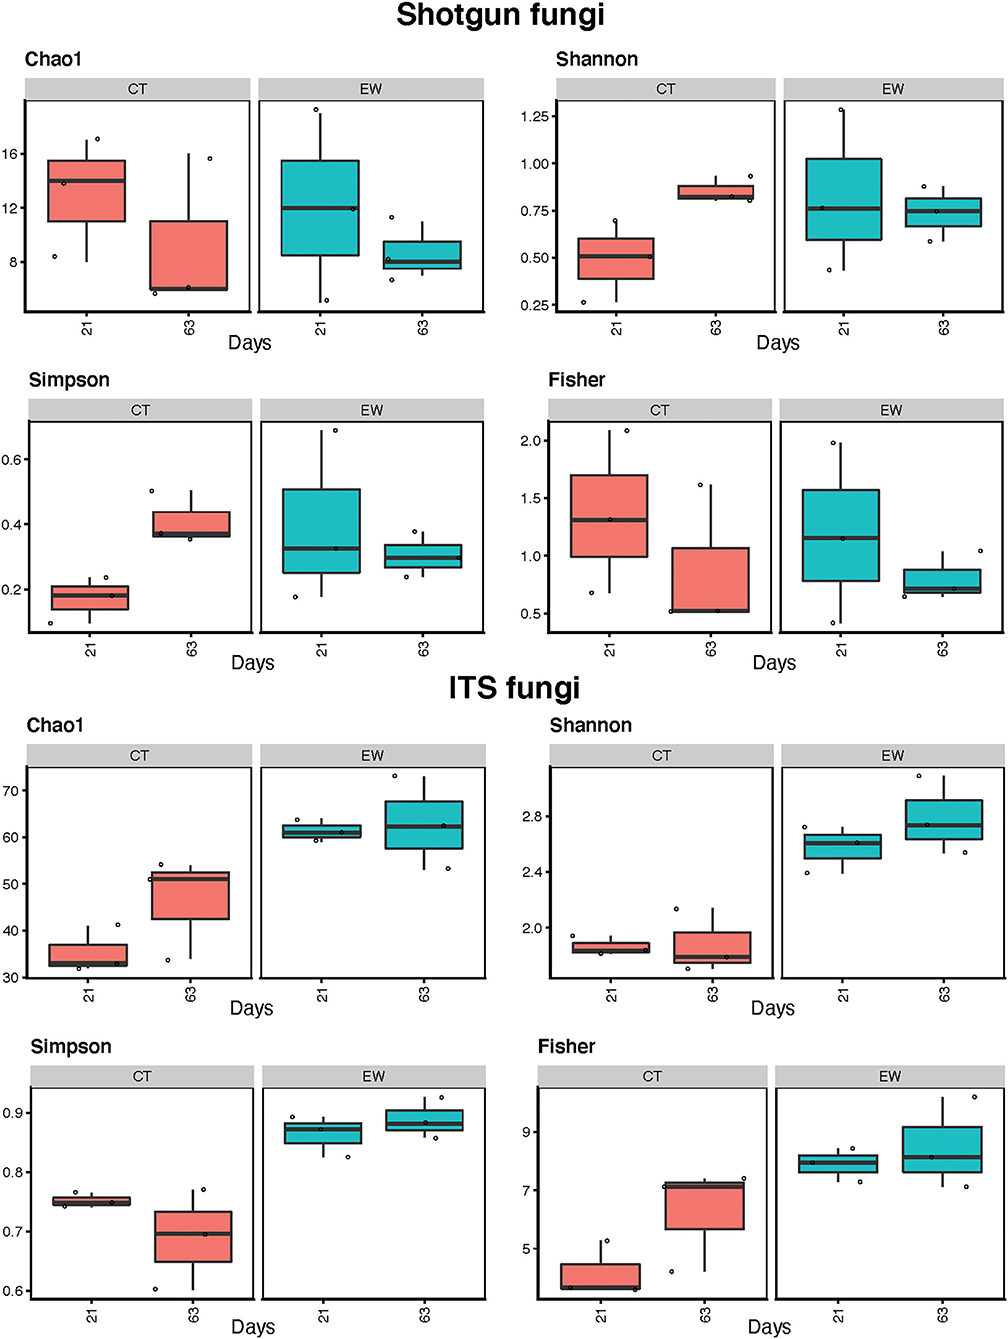 Shotgun fungi
Chao1
CT EW
16
12
8
21 63 21 63
Days
Shannon
CT EW
1.25
1.00
0.75
0.50
0.25
21 63 21 63
Days
Simpson
CT EW
0.6
0.4
0.2
21 63 21 63
Days
Fisher
CT EW
2.0
1.5
1.0
0.5
21 63 21 63
Days
ITS fungi
Chao1
CT EW
70
60
50
40
30
21 63 21 63
Days
Shannon
CT EW
2.8
2.4
2.0
21 63 21 63
Days
Simpson
CT EW
0.9
0.8
0.7
0.6
21 63 21 63
Days
Fisher
CT EW
9
7
5
21 63 21 63
Days